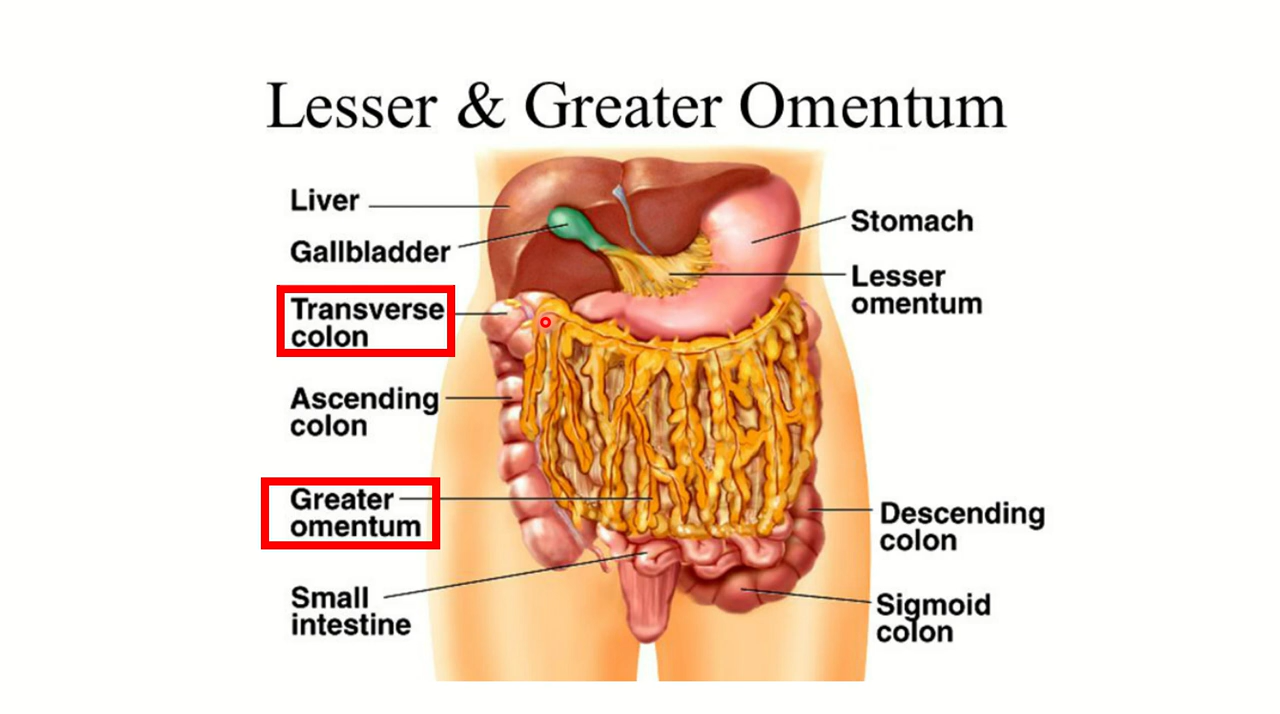 Lesser & Greater Omentum
Liver
Gallbladder
Transverse
colon
Ascending
colon
Greater
omentum
Small
intestine
Stomach
Lesser
omentum
Descending
colon
Sigmoid
colon